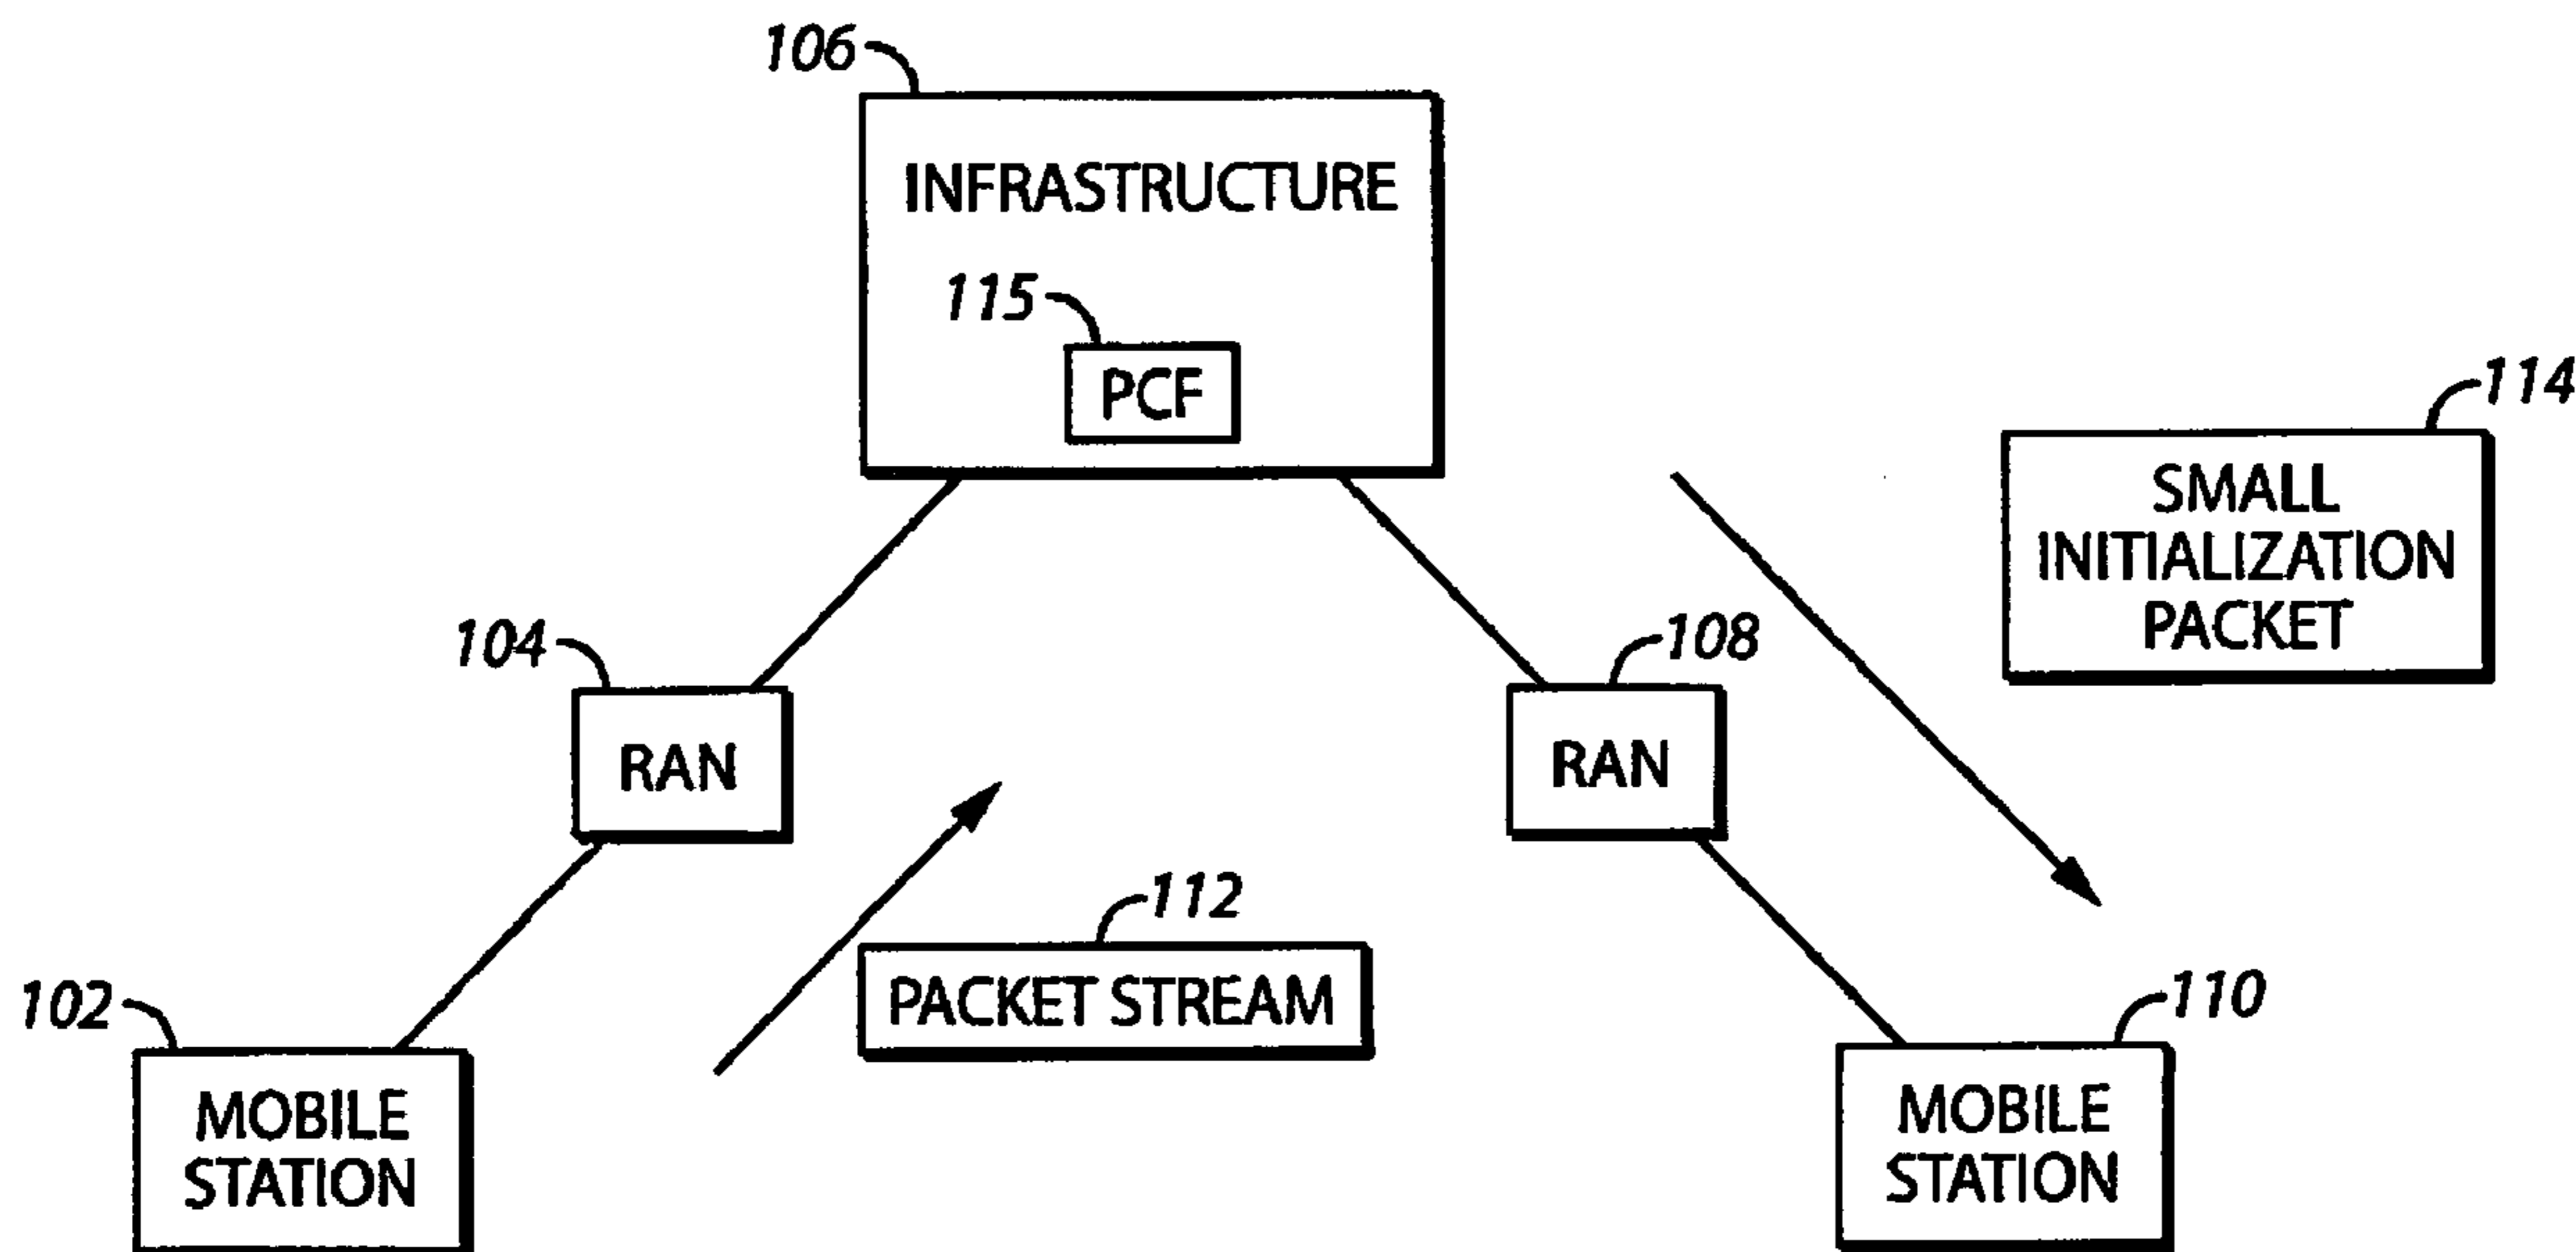 106
INFRASTRUCTURE
115
PCF
114
SMALL
INITIALIZATION
PACKET
104
RAN
108
RAN
112
PACKET STREAM
102
MOBILE
STATION
110
MOBILE
STATION